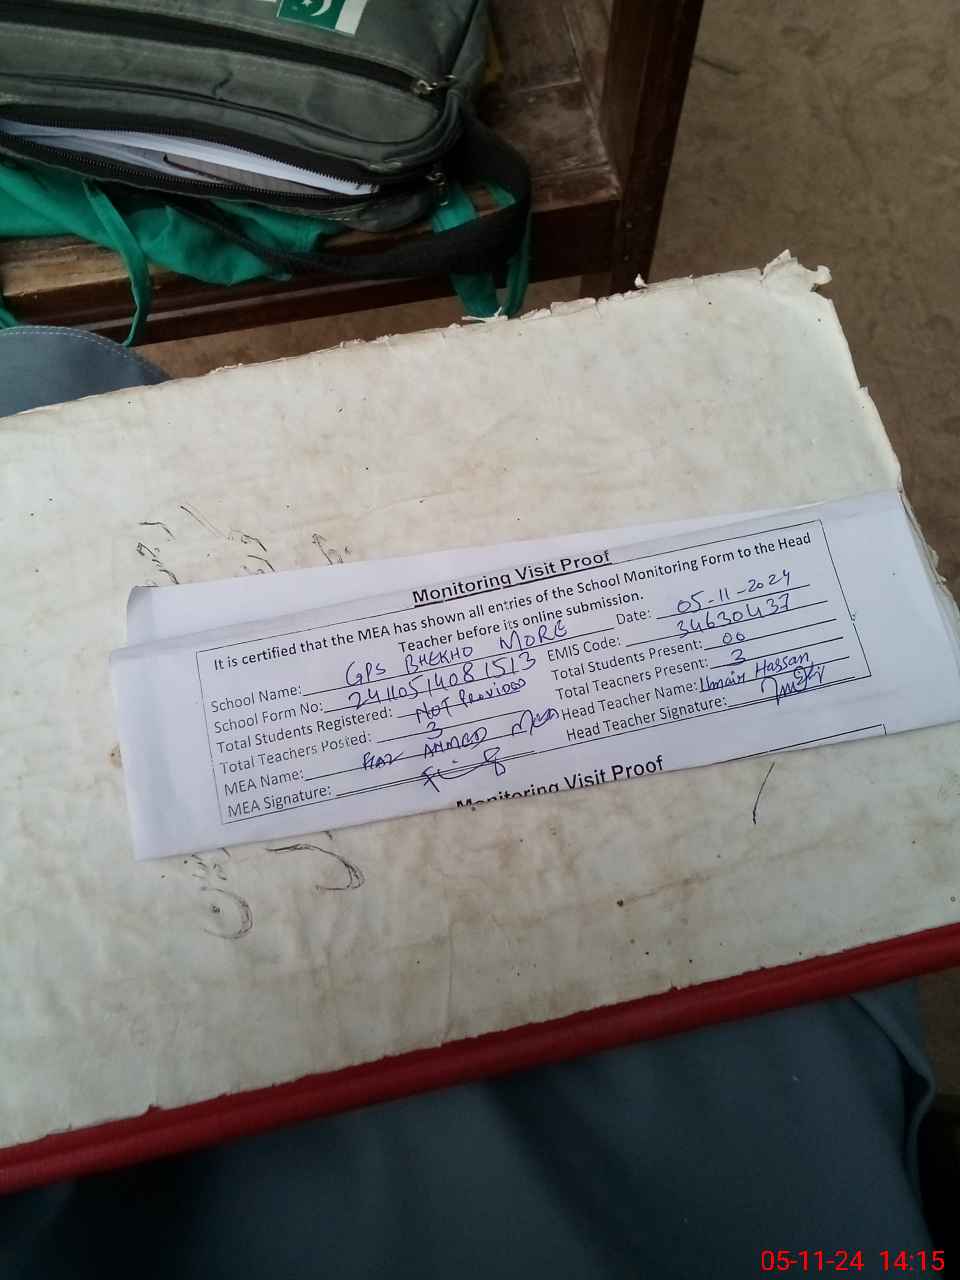 Monitoring Visit Proof
It is certified that the MEA has shown all entries of the School Monitoring Form to the Head
Teacher before its online submission.
School Name: GPS BHEKHO MORE Date: 05-11-2024
School Form No: 2411051408 1513 EMIS Code: 34630437
Total Students Registered: NOT Provided Total Students Present: 00
Total Teachers Posted: 3 Total Teachers Present: 3
MEA Name: AHMED Head Teacher Name: Umair Hassan
MEA Signature: Head Teacher Signature:
Monitoring Visit Proof
05-11-24 14:15